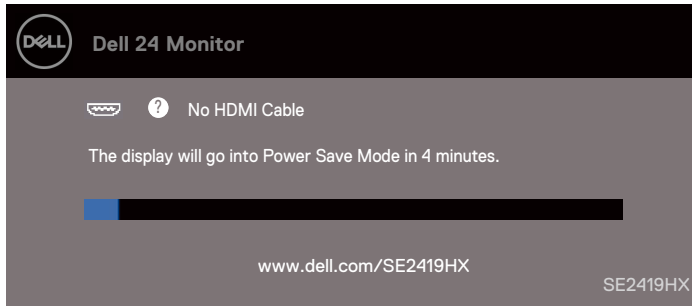 DELL
Dell 24 Monitor
? No HDMI Cable
The display will go into Power Save Mode in 4 minutes.
www.dell.com/SE2419HX
SE2419HX